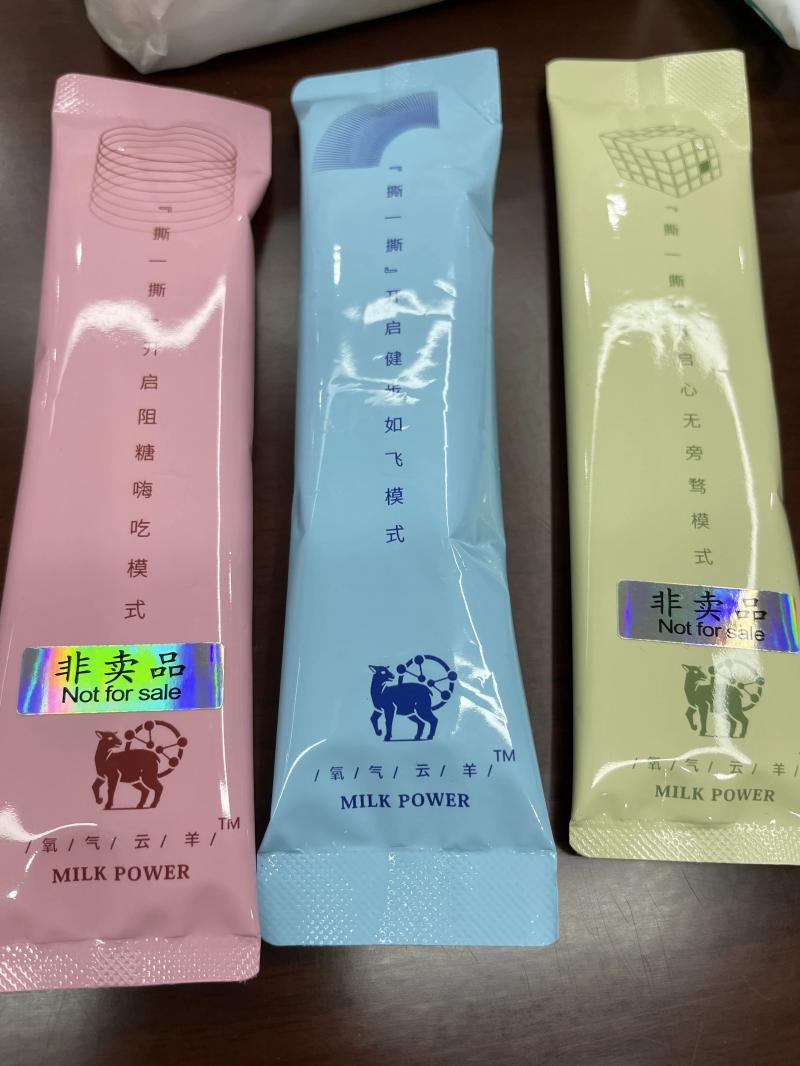 『撕一撕』开启阻糖嗨吃模式
非卖品
Not for sale
/氧/气/云/羊/™
MILK POWER
『撕一撕』开启健步如飞模式
/氧/气/云/羊/™
MILK POWER
『撕一撕』开启心无旁骛模式
非卖品
Not for sale
/氧/气/云/羊/
MILK POWER